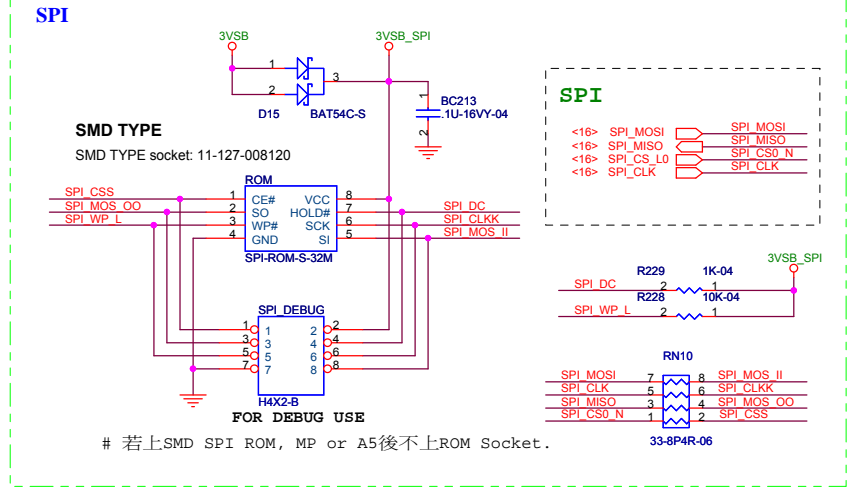 SPI
3VSB
3VSB_SPI
1
2
3
D15
BAT54C-S
1
2
BC213
.1U-16VY-04
SMD TYPE
SMD TYPE socket: 11-127-008120
SPI_CSS
SPI_MOS_OO
SPI_WP_L
ROM
1 CE# VCC 8
2 SO HOLD# 7
3 WP# SCK 6
4 GND SI 5
SPI-ROM-S-32M
SPI_DC
SPI_CLKK
SPI_MOS_II
SPI_DEBUG
1 1 2 2
3 3 4 4
5 5 6 6
7 7 8 8
H4X2-B
FOR DEBUG USE
# 若上SMD SPI ROM, MP or A5後不上ROM Socket.
SPI
<16> SPI_MOSI SPI_MOSI
<16> SPI_MISO SPI_MISO
<16> SPI_CS_L0 SPI_CS0_N
<16> SPI_CLK SPI_CLK
3VSB_SPI
R229 1K-04
SPI_DC 2 1
R228 10K-04
SPI_WP_L 2 1
RN10
SPI_MOSI 7 8 SPI_MOS_II
SPI_CLK 5 6 SPI_CLKK
SPI_MISO 3 4 SPI_MOS_OO
SPI_CS0_N 1 2 SPI_CSS
33-8P4R-06